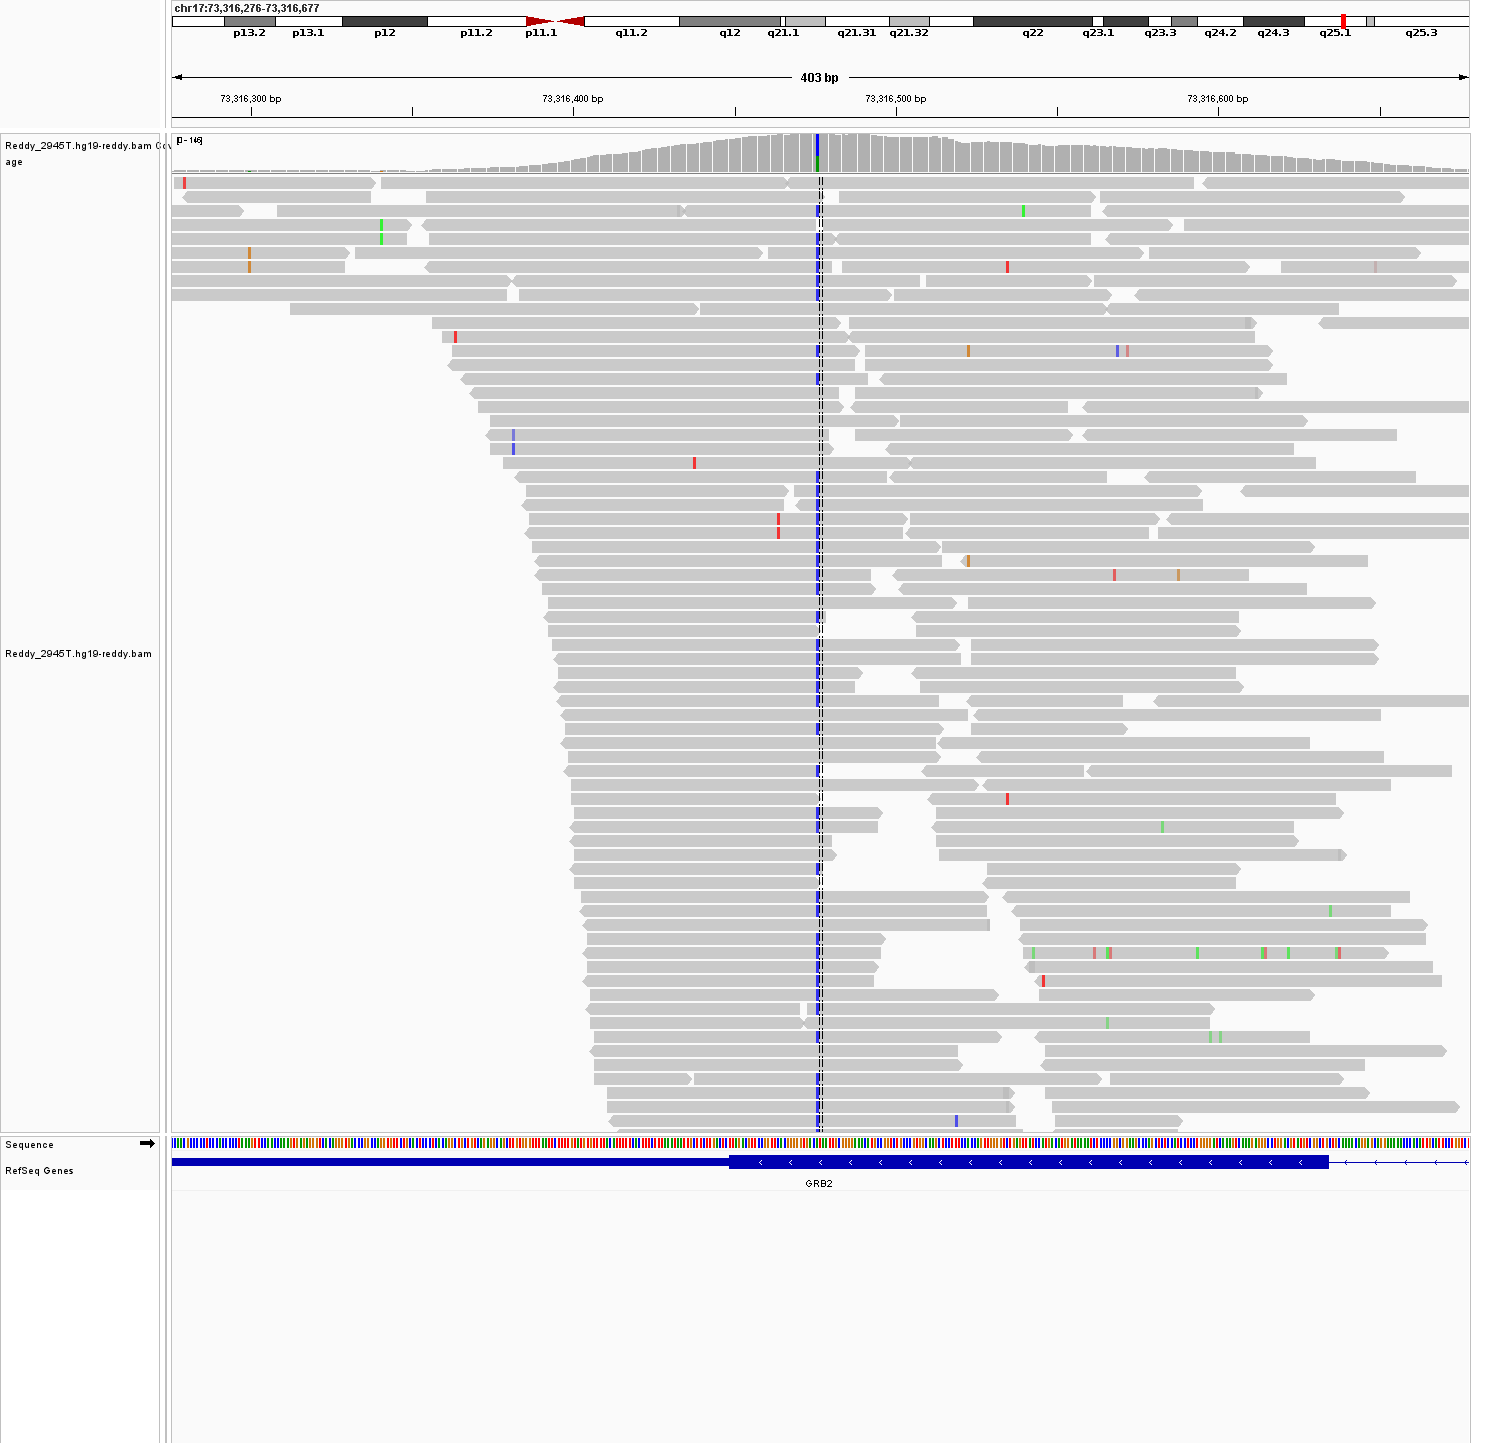 chr17:73,316,276-73,316,677
p13.2 p13.1 p12 p11.2 p11.1 q11.2 q12 q21.1 q21.31 q21.32 q22 q23.1 q23.3 q24.2 q24.3 q25.1 q25.3
403 bp
73,316,300 bp 73,316,400 bp 73,316,500 bp 73,316,600 bp
Reddy_2945T.hg19-reddy.bam Cov
age
[0 - 146]
Reddy_2945T.hg19-reddy.bam
Sequence
RefSeq Genes
GRB2